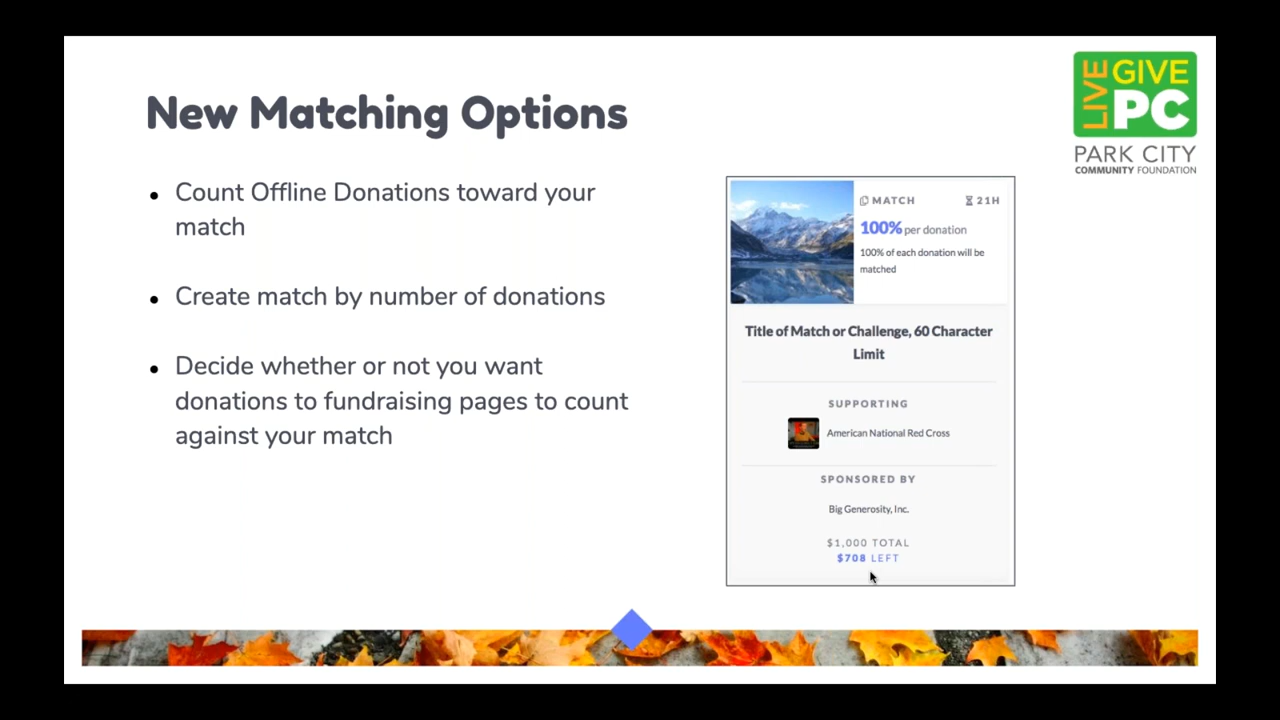 New Matching Options
Count Offline Donations toward your
match
Create match by number of donations
Decide whether or not you want
donations to fundraising pages to count
against your match
LIVE
GIVE
PC
PARK CITY
COMMUNITY FOUNDATION
MATCH
21H
100% per donation
100% of each donation will be
matched
Title of Match or Challenge, 60 Character
Limit
SUPPORTING
American National Red Cross
SPONSORED BY
Big Generosity, Inc.
$1,000 TOTAL
$708 LEFT